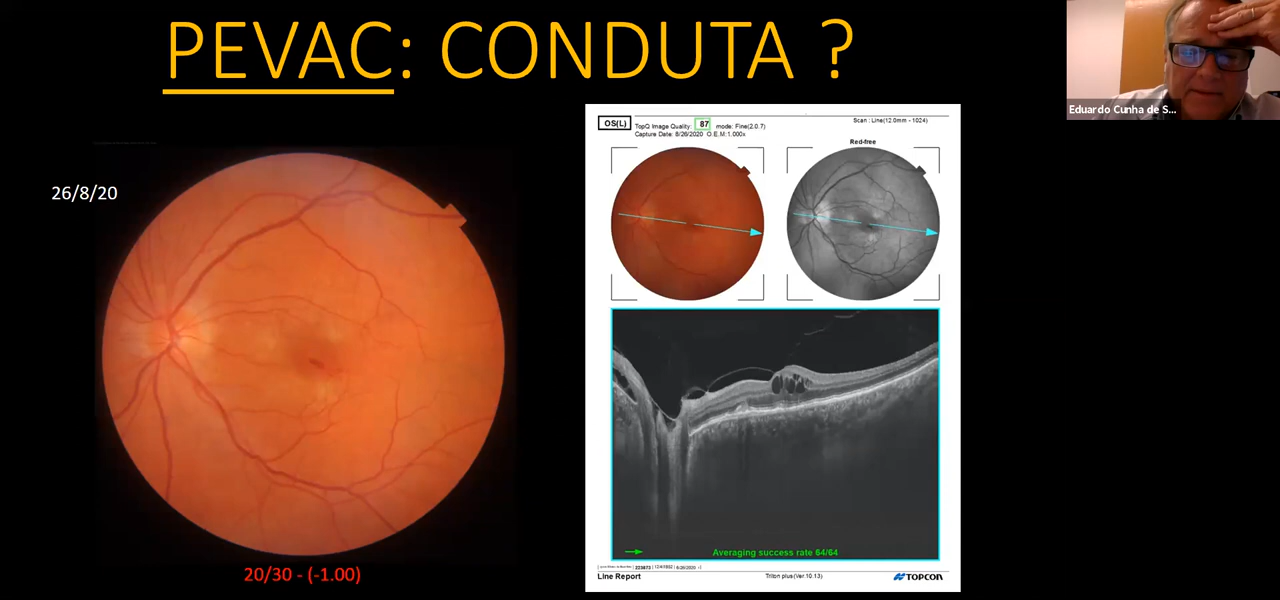 PEVAC: CONDUTA ?
Eduardo Cunha de S...
26/8/20
20/30 - (-1.00)
OS(L)
TopQ Image Quality: 87 mode: Fine(2.0.7)
Capture Date: 8/26/2020 O.E.M:1.000x
Scan : Line(12.0mm - 1024)
Red-free
Averaging success rate 64/64
Line Report
Triton plus(Ver.10.13)
TOPCON